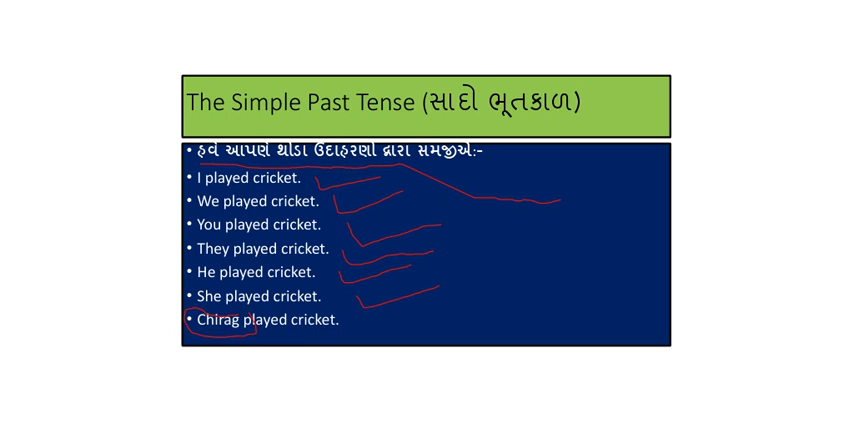 The Simple Past Tense (સાદો ભૂતકાળ)
• હવે આપણે થોડા ઉદાહરણો દ્વારા સમજીએ:-
• I played cricket.
• We played cricket.
• You played cricket.
• They played cricket.
• He played cricket.
• She played cricket.
• Chirag played cricket.